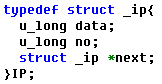 typedef struct _ip{
  u_long data;
  u_long no;
  struct _ip *next;
}IP;